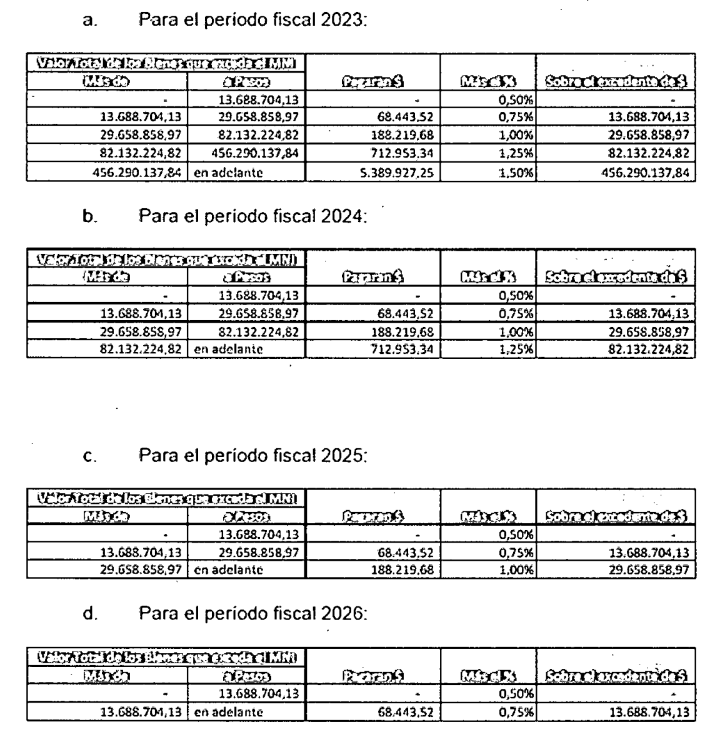 a. Para el período fiscal 2023:
Valor Total de los Bienes que exceda el MNI
Más de a Pesos Pagaran $ Más el % Sobre el excedente de $
- 13.688.704,13 - 0,50% -
13.688.704,13 29.658.858,97 68.443,52 0,75% 13.688.704,13
29.658.858,97 82.132.224,82 188.219,68 1,00% 29.658.858,97
82.132.224,82 456.290.137,84 712.953,34 1,25% 82.132.224,82
456.290.137,84 en adelante 5.389.927,25 1,50% 456.290.137,84
b. Para el período fiscal 2024:
Valor Total de los Bienes que exceda el MNI
Más de a Pesos Pagaran $ Más el % Sobre el excedente de $
- 13.688.704,13 - 0,50% -
13.688.704,13 29.658.858,97 68.443,52 0,75% 13.688.704,13
29.658.858,97 82.132.224,82 188.219,68 1,00% 29.658.858,97
82.132.224,82 en adelante 712.953,34 1,25% 82.132.224,82
c. Para el período fiscal 2025:
Valor Total de los Bienes que exceda el MNI
Más de a Pesos Pagaran $ Más el % Sobre el excedente de $
- 13.688.704,13 - 0,50% -
13.688.704,13 29.658.858,97 68.443,52 0,75% 13.688.704,13
29.658.858,97 en adelante 188.219,68 1,00% 29.658.858,97
d. Para el período fiscal 2026:
Valor Total de los Bienes que exceda el MNI
Más de a Pesos Pagaran $ Más el % Sobre el excedente de $
- 13.688.704,13 - 0,50% -
13.688.704,13 en adelante 68.443,52 0,75% 13.688.704,13